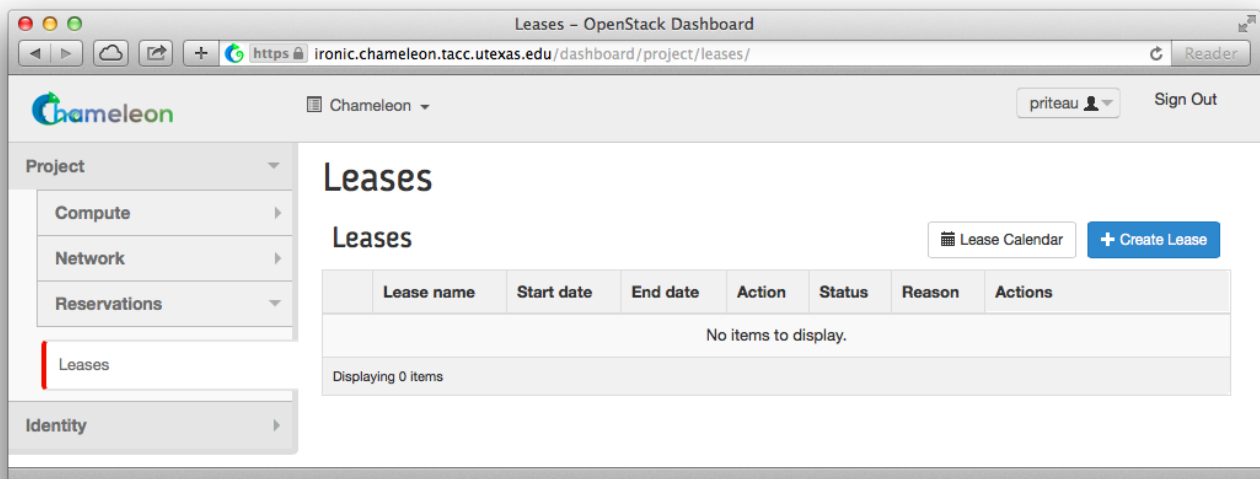 Leases – OpenStack Dashboard
https ironic.chameleon.tacc.utexas.edu/dashboard/project/leases/ Reader
Chameleon Chameleon priteau Sign Out
Project
Compute
Network
Reservations
Leases
Identity
Leases
Leases Lease Calendar + Create Lease
Lease name Start date End date Action Status Reason Actions
No items to display.
Displaying 0 items